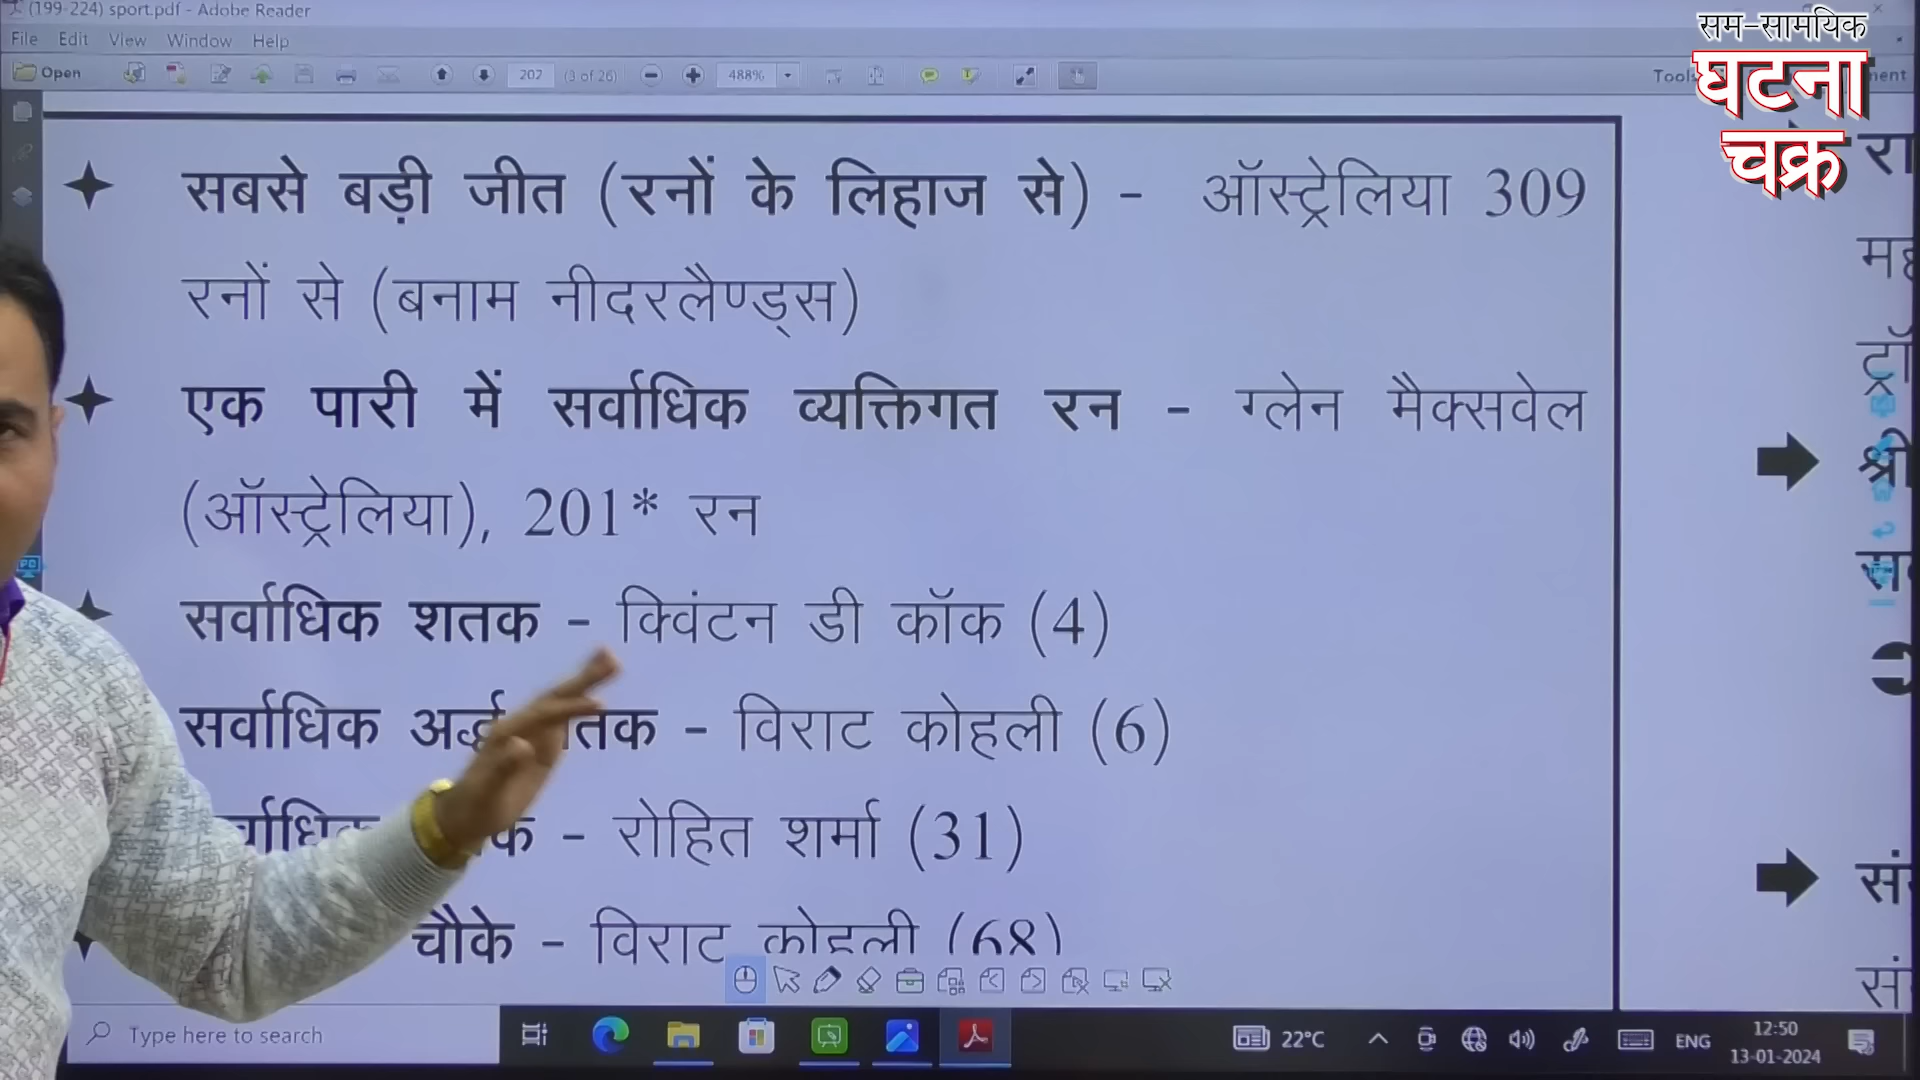 (199-224) sport.pdf - Adobe Reader
सम-सामयिक
घटना
चक्र
File Edit View Window Help
Open 202 (3 of 26) 488% Tools
सबसे बड़ी जीत (रनों के लिहाज से) - ऑस्ट्रेलिया 309
रनों से (बनाम नीदरलैण्ड्स)
एक पारी में सर्वाधिक व्यक्तिगत रन - ग्लेन मैक्सवेल
(ऑस्ट्रेलिया), 201* रन
सर्वाधिक शतक - क्विंटन डी कॉक (4)
सर्वाधिक - विराट कोहली (6)
- रोहित शर्मा (31)
चौके - विराट कोहली (68)
Type here to search 22°C ENG 12:50
13-01-2024